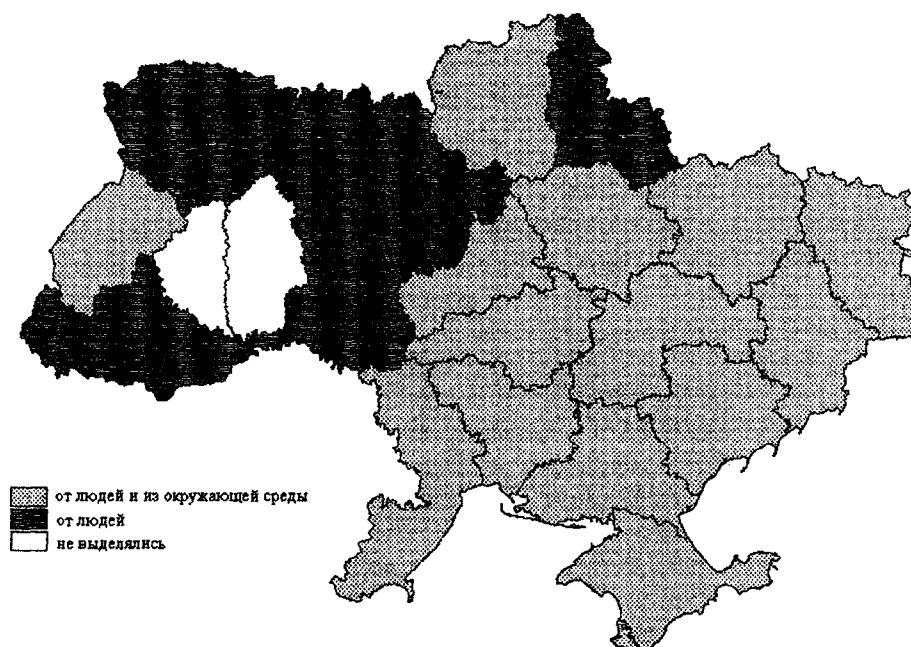 от людей и из окружающей среды
от людей
не выделялись